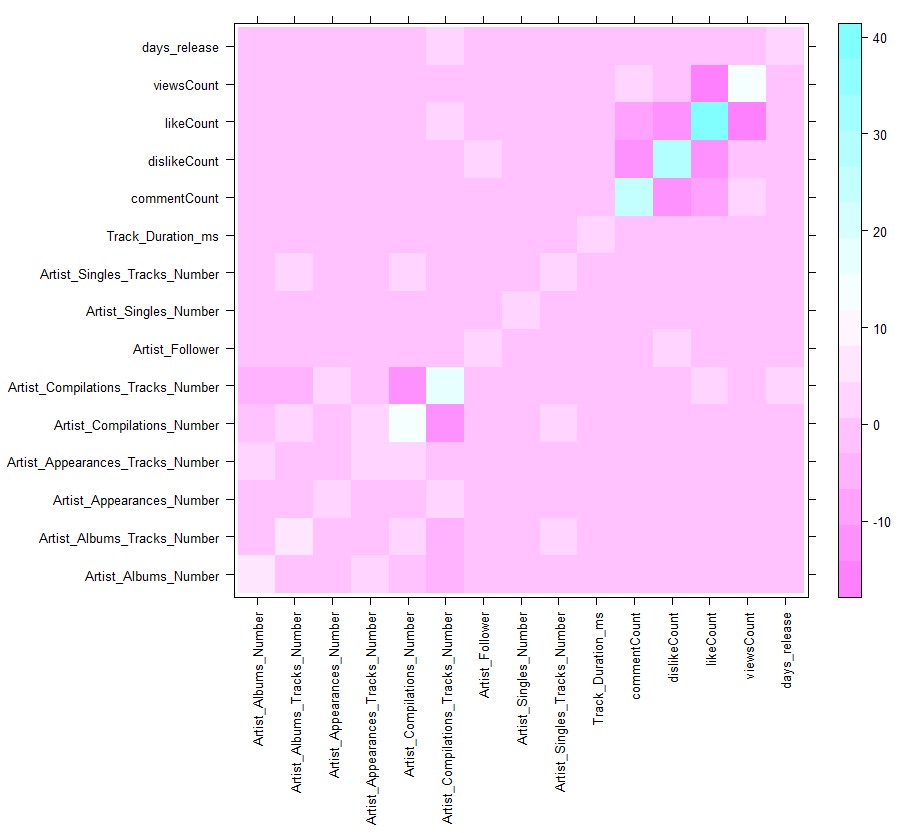 days_release
viewsCount
likeCount
dislikeCount
commentCount
Track_Duration_ms
Artist_Singles_Tracks_Number
Artist_Singles_Number
Artist_Follower
Artist_Compilations_Tracks_Number
Artist_Compilations_Number
Artist_Appearances_Tracks_Number
Artist_Appearances_Number
Artist_Albums_Tracks_Number
Artist_Albums_Number
Artist_Albums_Number
Artist_Albums_Tracks_Number
Artist_Appearances_Number
Artist_Appearances_Tracks_Number
Artist_Compilations_Number
Artist_Compilations_Tracks_Number
Artist_Follower
Artist_Singles_Number
Artist_Singles_Tracks_Number
Track_Duration_ms
commentCount
dislikeCount
likeCount
viewsCount
days_release
40
30
20
10
0
-10